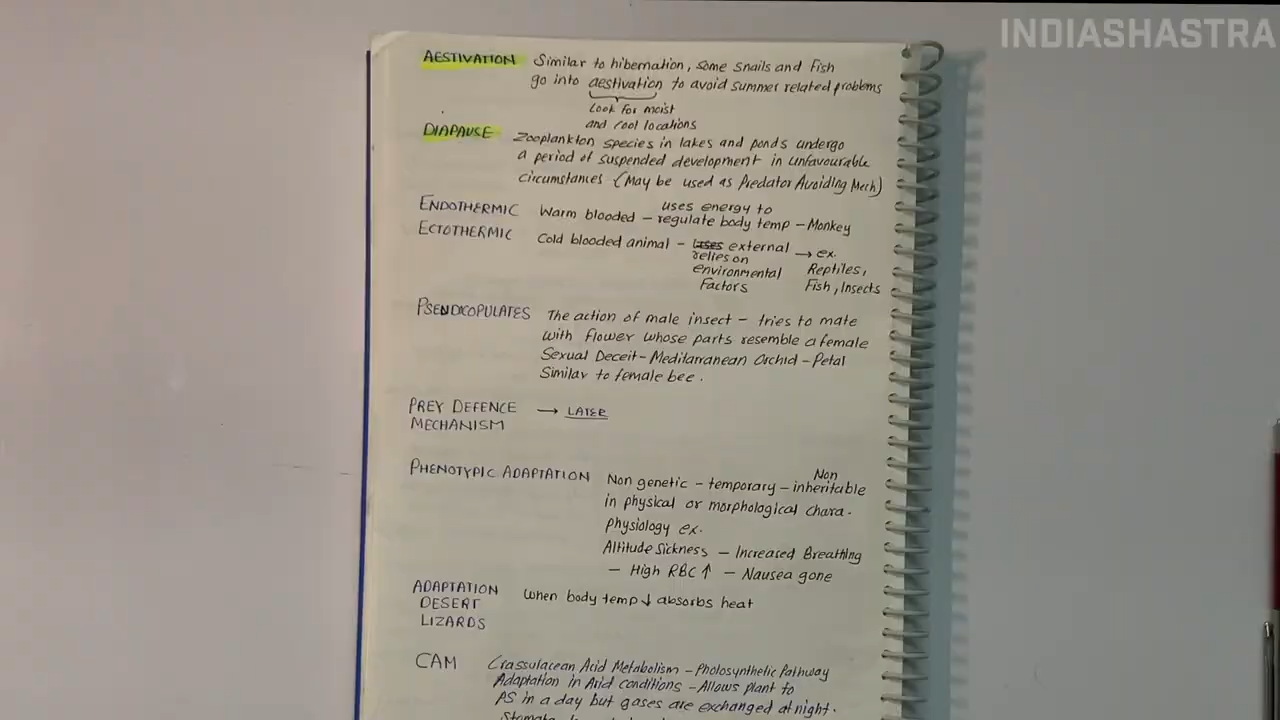 INDIASHASTRA
AESTIVATION Similar to hibernation, some snails and fish
go into aestivation to avoid summer related problems
Look for moist
and cool locations
DIAPAUSE Zooplankton species in lakes and ponds undergo
a period of suspended development in unfavourable
circumstances (May be used as Predator Avoiding Mech)
ENDOTHERMIC Warm blooded - uses energy to
regulate body temp - Monkey
ECTOTHERMIC Cold blooded animal - uses external → ex.
relies on
environmental Reptiles,
Factors Fish, Insects
PSENDICOPULATES The action of male insect - tries to mate
with flower whose parts resemble a female
Sexual Deceit - Meditarranean Orchid - Petal
Similar to female bee.
PREY DEFENCE → LATER
MECHANISM
PHENOTYPIC ADAPTATION Non genetic - temporary - Non inheritable
in physical or morphological chara.
physiology ex.
Altitude Sickness - Increased Breathing
- High RBC ↑ - Nausea gone
ADAPTATION When body temp ↓ absorbs heat
DESERT
LIZARDS
CAM Crassulacean Acid Metabolism - Photosynthetic Pathway
Adaptation in Arid conditions - Allows plant to
PS in a day but gases are exchanged at night.